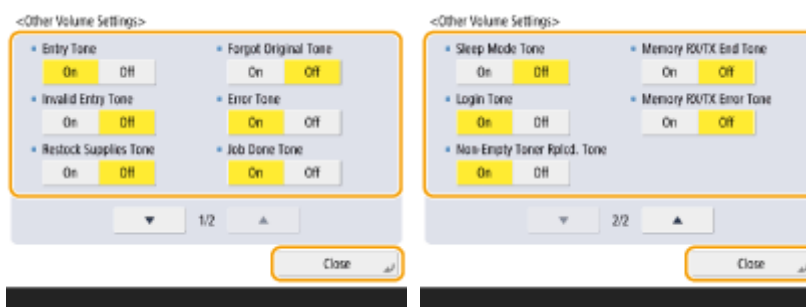 <Other Volume Settings>
Entry Tone
On Off
Forgot Original Tone
On Off
Invalid Entry Tone
On Off
Error Tone
On Off
Restock Supplies Tone
On Off
Job Done Tone
On Off
1/2
Close
<Other Volume Settings>
Sleep Mode Tone
On Off
Memory RX/TX End Tone
On Off
Login Tone
On Off
Memory RX/TX Error Tone
On Off
Non-Empty Toner Rplcd. Tone
On Off
2/2
Close